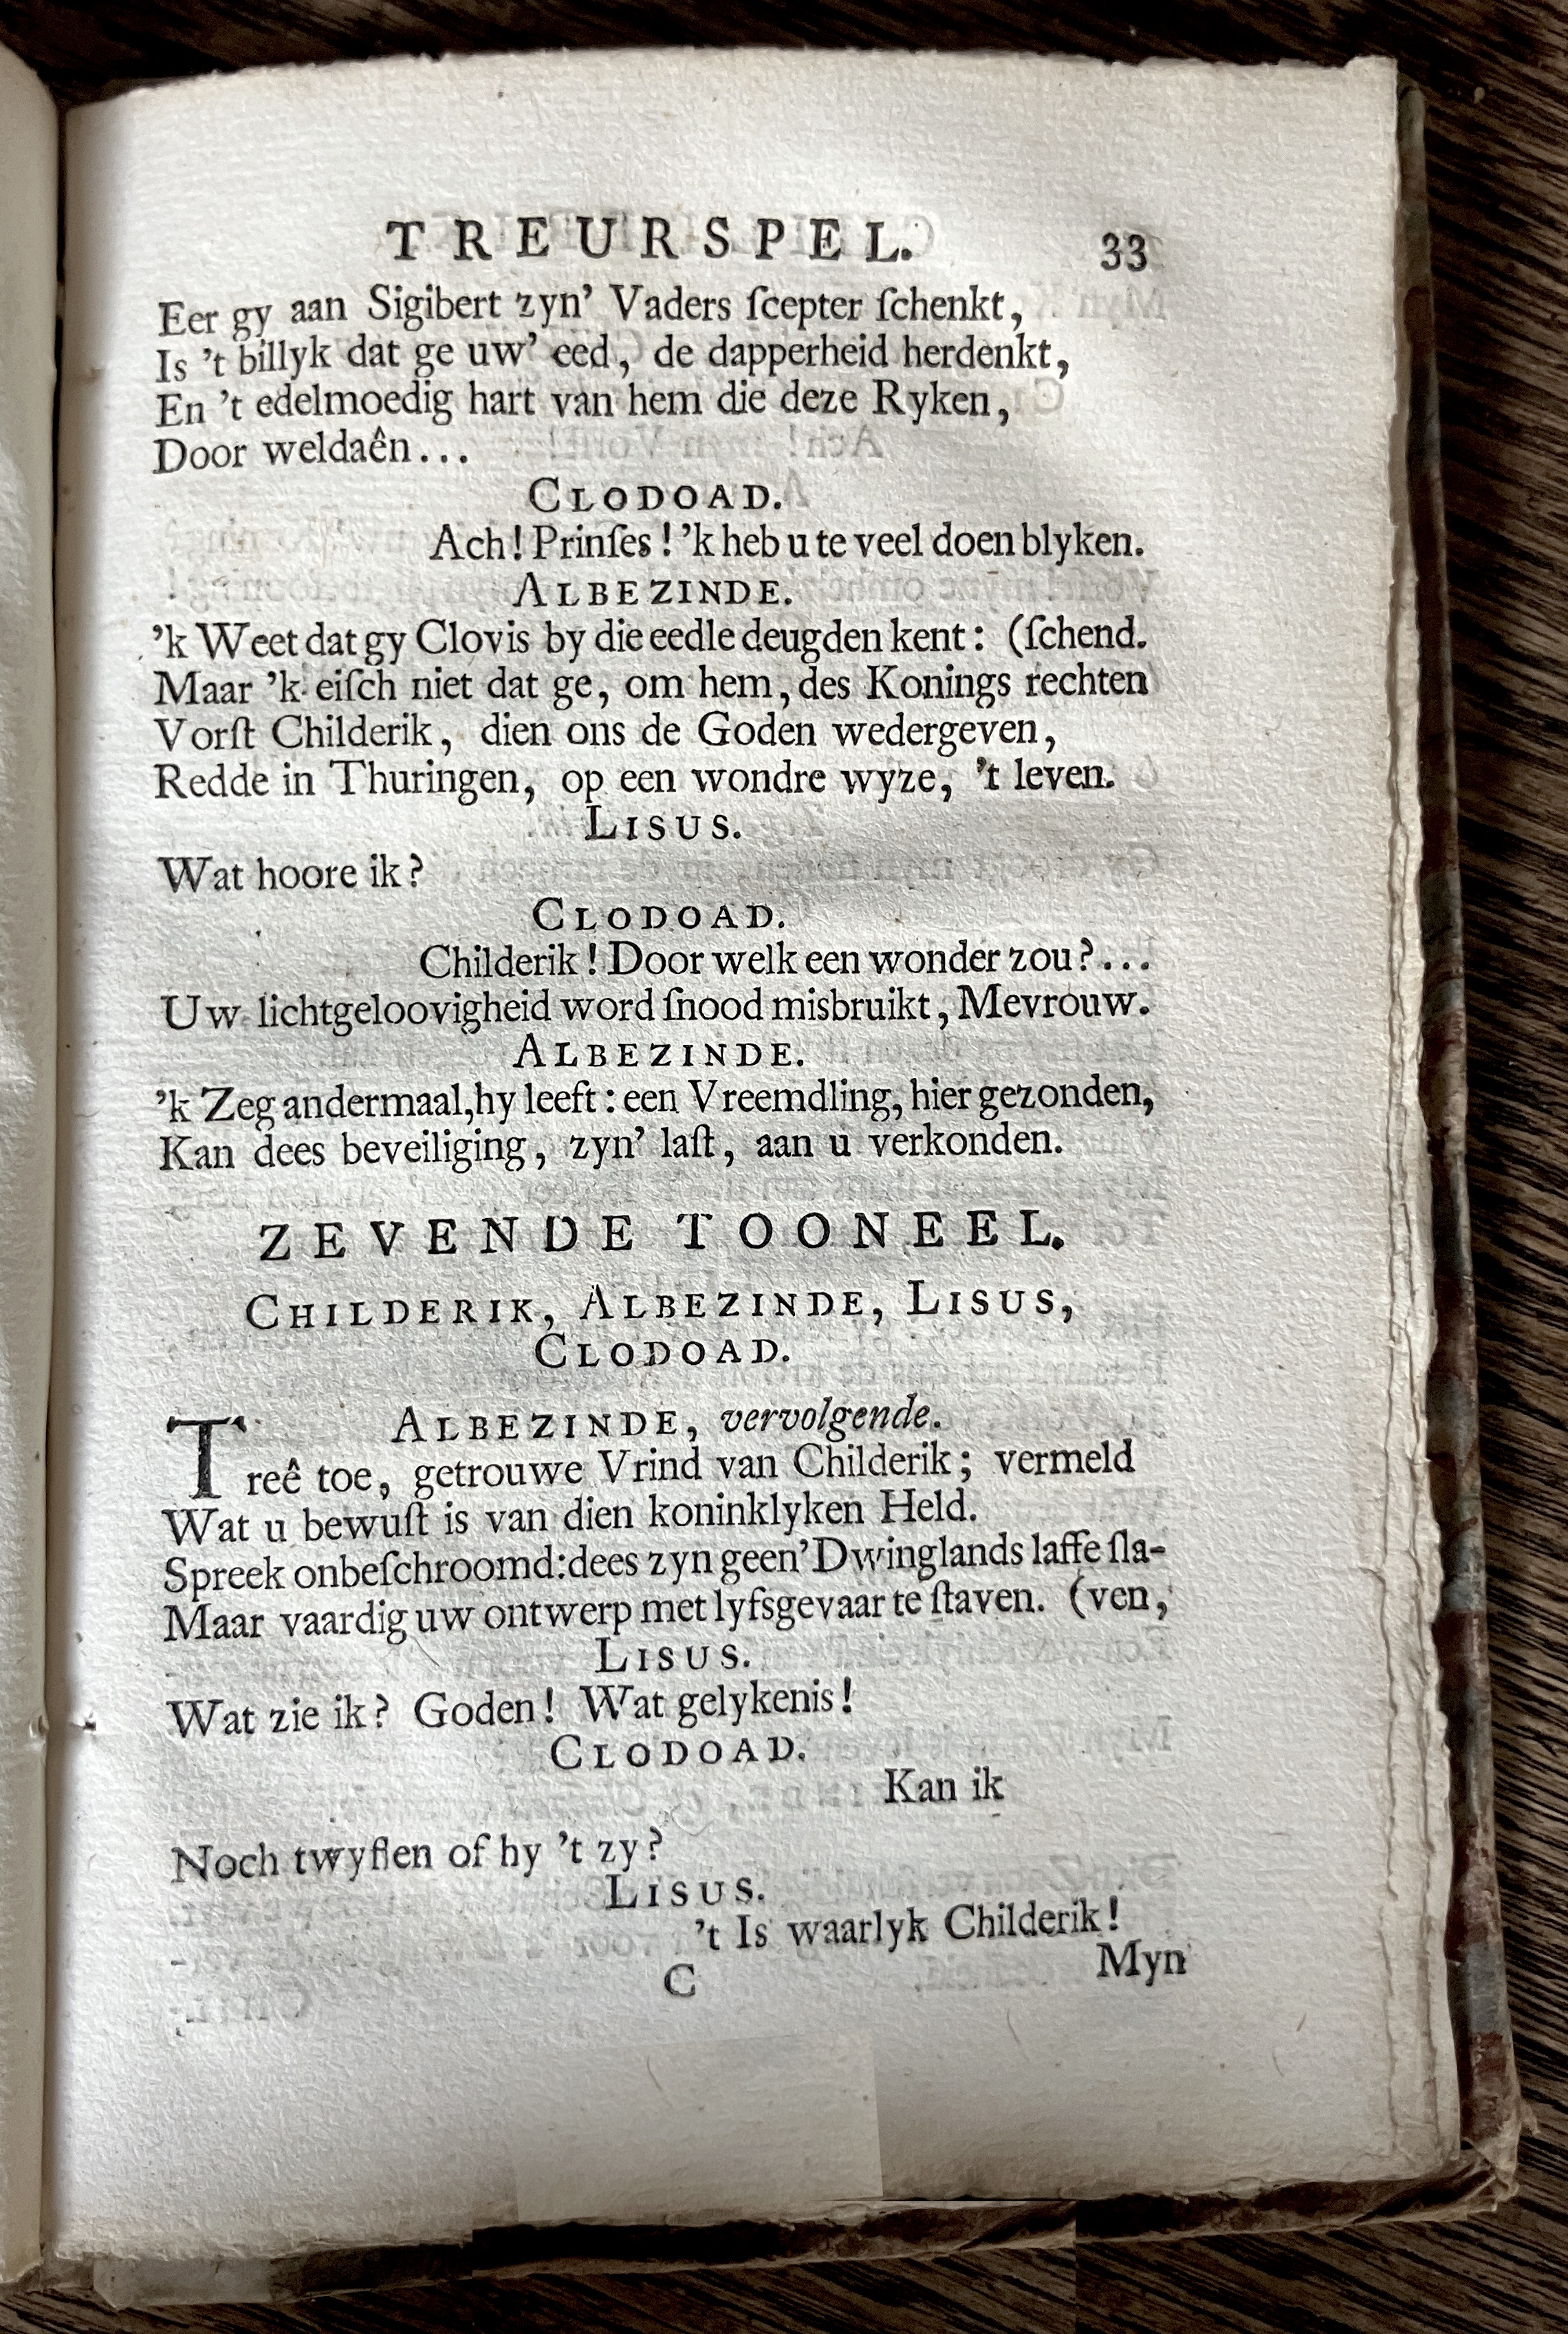 TREURSPEL. 33
Eer gy aan Sigibert zyn’ Vaders ſcepter ſchenkt,
Is ’t billyk dat ge uw’ eed, de dapperheid herdenkt,
En ’t edelmoedig hart van hem die deze Ryken,
Door weldaên...
CLODOAD.
Ach! Prinſes! ’k heb u te veel doen blyken.
ALBEZINDE.
’k Weet dat gy Clovis by die eedle deugden kent: (ſchend.
Maar ’k eiſch niet dat ge, om hem, des Konings rechten
Vorſt Childerik, dien ons de Goden wedergeven,
Redde in Thuringen, op een wondre wyze, ’t leven.
LISUS.
Wat hoore ik?
CLODOAD.
Childerik! Door welk een wonder zou?...
Uw lichtgeloovigheid word ſnood misbruikt, Mevrouw.
ALBEZINDE.
’k Zeg andermaal, hy leeft: een Vreemdling, hier gezonden,
Kan dees beveiliging, zyn’ laſt, aan u verkonden.
ZEVENDE TOONEEL.
CHILDERIK, ALBEZINDE, LISUS,
CLODOAD.
ALBEZINDE, vervolgende.
Treê toe, getrouwe Vrind van Childerik; vermeld
Wat u bewuſt is van dien koninklyken Held.
Spreek onbeſchroomd: dees zyn geen’ Dwinglands laffe ſla-
Maar vaardig uw ontwerp met lyfsgevaar te ſtaven. (ven,
LISUS.
Wat zie ik? Goden! Wat gelykenis!
CLODOAD.
Kan ik
Noch twyflen of hy ’t zy?
LISUS.
’t Is waarlyk Childerik!
C Myn